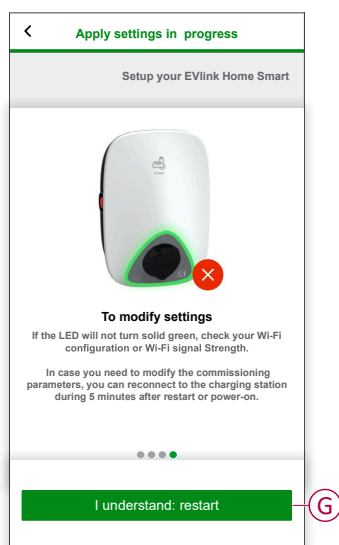 Apply settings in progress
Setup your EVlink Home Smart
To modify settings
If the LED will not turn solid green, check your Wi-Fi
configuration or Wi-Fi signal Strength.
In case you need to modify the commissioning
parameters, you can reconnect to the charging station
during 5 minutes after restart or power-on.
I understand: restart
G